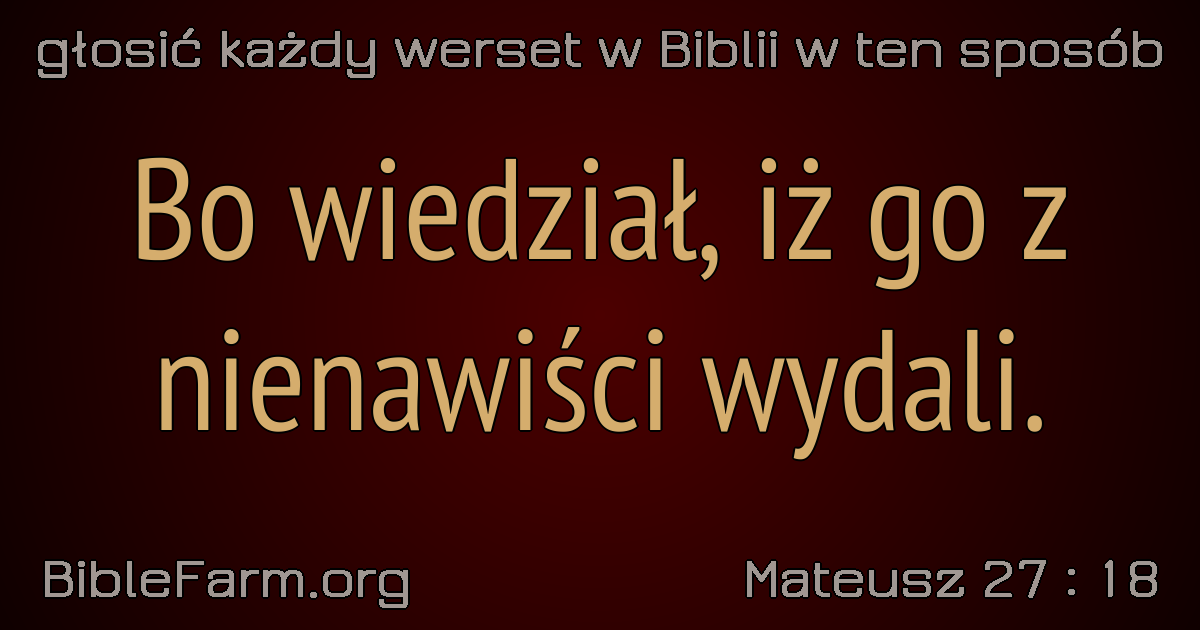 głosić każdy werset w Biblii w ten sposób
Bo wiedział, iż go z
nienawiści wydali.
BibleFarm.org
Mateusz 27 : 18